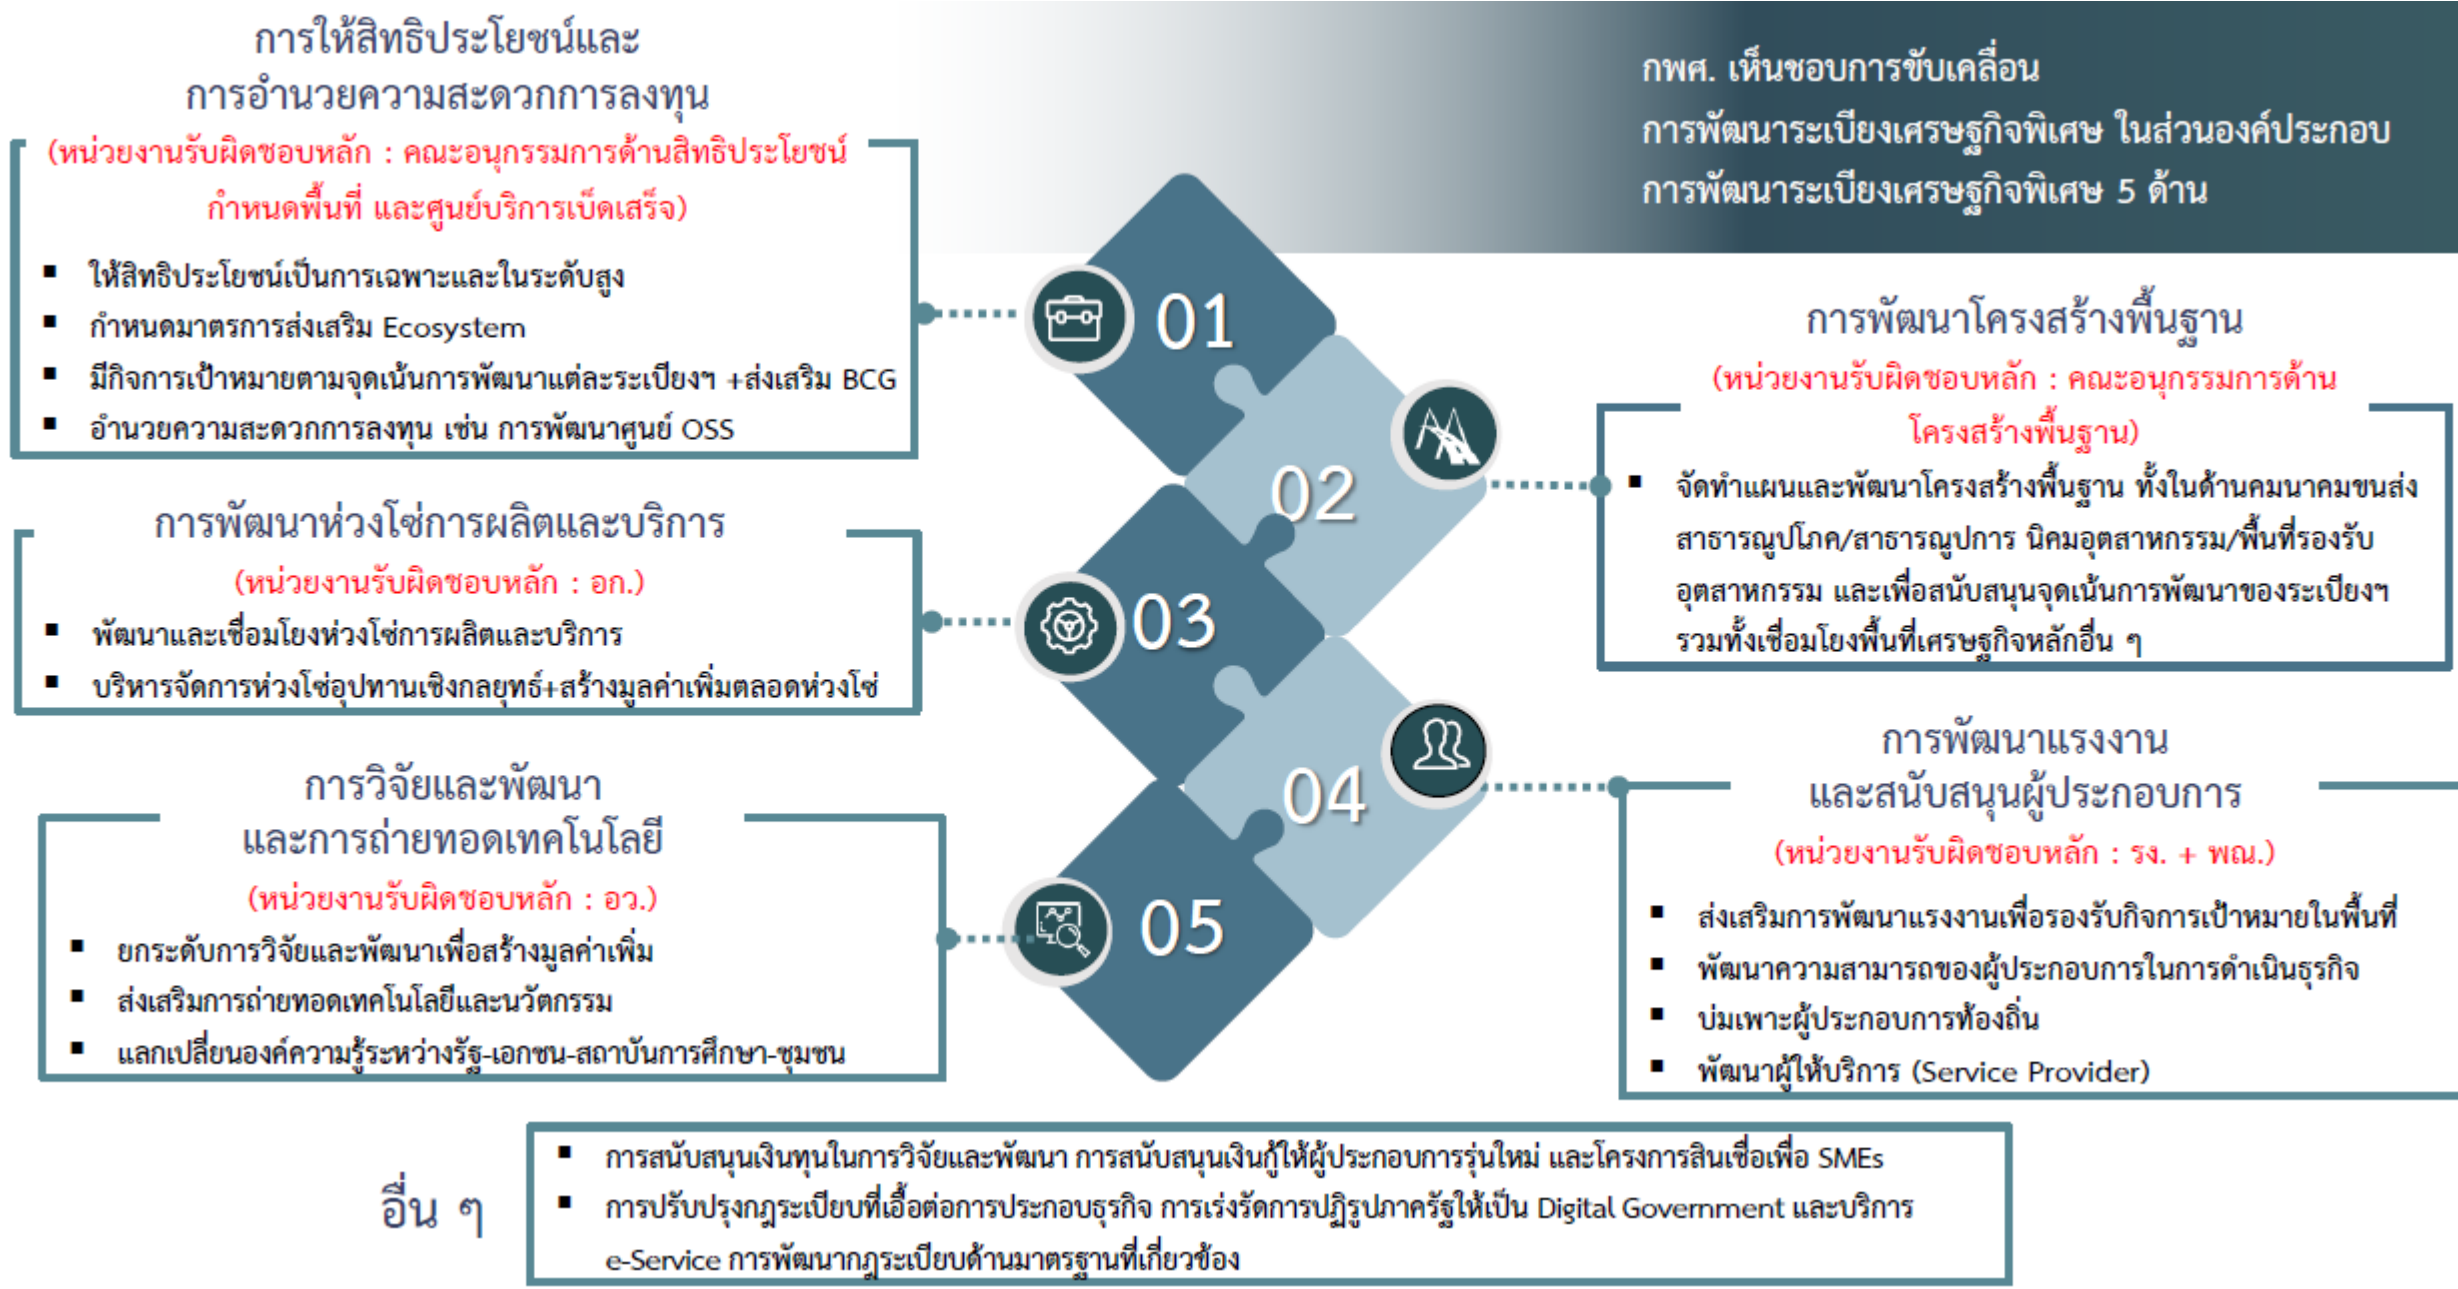 กพศ. เห็นชอบการขับเคลื่อน
การพัฒนาระเบียงเศรษฐกิจพิเศษ ในส่วนองค์ประกอบ
การพัฒนาระเบียงเศรษฐกิจพิเศษ 5 ด้าน
การให้สิทธิประโยชน์และ
การอำนวยความสะดวกการลงทุน
(หน่วยงานรับผิดชอบหลัก : คณะอนุกรรมการด้านสิทธิประโยชน์
กำหนดพื้นที่ และศูนย์บริการเบ็ดเสร็จ)
▪ ให้สิทธิประโยชน์เป็นการเฉพาะและในระดับสูง
▪ กำหนดมาตรการส่งเสริม Ecosystem
▪ มีกิจการเป้าหมายตามจุดเน้นการพัฒนาแต่ละระเบียงฯ +ส่งเสริม BCG
▪ อำนวยความสะดวกการลงทุน เช่น การพัฒนาศูนย์ OSS
01
การพัฒนาโครงสร้างพื้นฐาน
(หน่วยงานรับผิดชอบหลัก : คณะอนุกรรมการด้าน
โครงสร้างพื้นฐาน)
▪ จัดทำแผนและพัฒนาโครงสร้างพื้นฐาน ทั้งในด้านคมนาคมขนส่ง
สาธารณูปโภค/สาธารณูปการ นิคมอุตสาหกรรม/พื้นที่รองรับ
อุตสาหกรรม และเพื่อสนับสนุนจุดเน้นการพัฒนาของระเบียงฯ
รวมทั้งเชื่อมโยงพื้นที่เศรษฐกิจหลักอื่น ๆ
02
การพัฒนาห่วงโซ่การผลิตและบริการ
(หน่วยงานรับผิดชอบหลัก : อก.)
▪ พัฒนาและเชื่อมโยงห่วงโซ่การผลิตและบริการ
▪ บริหารจัดการห่วงโซ่อุปทานเชิงกลยุทธ์+สร้างมูลค่าเพิ่มตลอดห่วงโซ่
03
การพัฒนาแรงงาน
และสนับสนุนผู้ประกอบการ
(หน่วยงานรับผิดชอบหลัก : รง. + พณ.)
▪ ส่งเสริมการพัฒนาแรงงานเพื่อรองรับกิจการเป้าหมายในพื้นที่
▪ พัฒนาความสามารถของผู้ประกอบการในการดำเนินธุรกิจ
▪ บ่มเพาะผู้ประกอบการท้องถิ่น
▪ พัฒนาผู้ให้บริการ (Service Provider)
04
การวิจัยและพัฒนา
และการถ่ายทอดเทคโนโลยี
(หน่วยงานรับผิดชอบหลัก : อว.)
▪ ยกระดับการวิจัยและพัฒนาเพื่อสร้างมูลค่าเพิ่ม
▪ ส่งเสริมการถ่ายทอดเทคโนโลยีและนวัตกรรม
▪ แลกเปลี่ยนองค์ความรู้ระหว่างรัฐ-เอกชน-สถาบันการศึกษา-ชุมชน
05
อื่น ๆ
▪ การสนับสนุนเงินทุนในการวิจัยและพัฒนา การสนับสนุนเงินกู้ให้ผู้ประกอบการรุ่นใหม่ และโครงการสินเชื่อเพื่อ SMEs
▪ การปรับปรุงกฎระเบียบที่เอื้อต่อการประกอบธุรกิจ การเร่งรัดการปฏิรูปภาครัฐให้เป็น Digital Government และบริการ
e-Service การพัฒนากฎระเบียบด้านมาตรฐานที่เกี่ยวข้อง